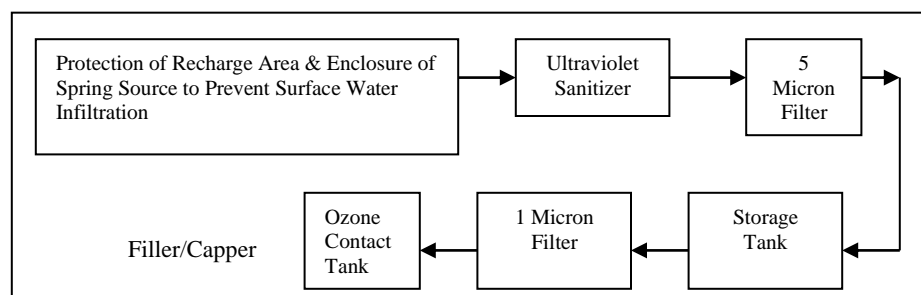 Protection of Recharge Area & Enclosure of
Spring Source to Prevent Surface Water
Infiltration
Ultraviolet
Sanitizer
5
Micron
Filter
Storage
Tank
1 Micron
Filter
Ozone
Contact
Tank
Filler/Capper